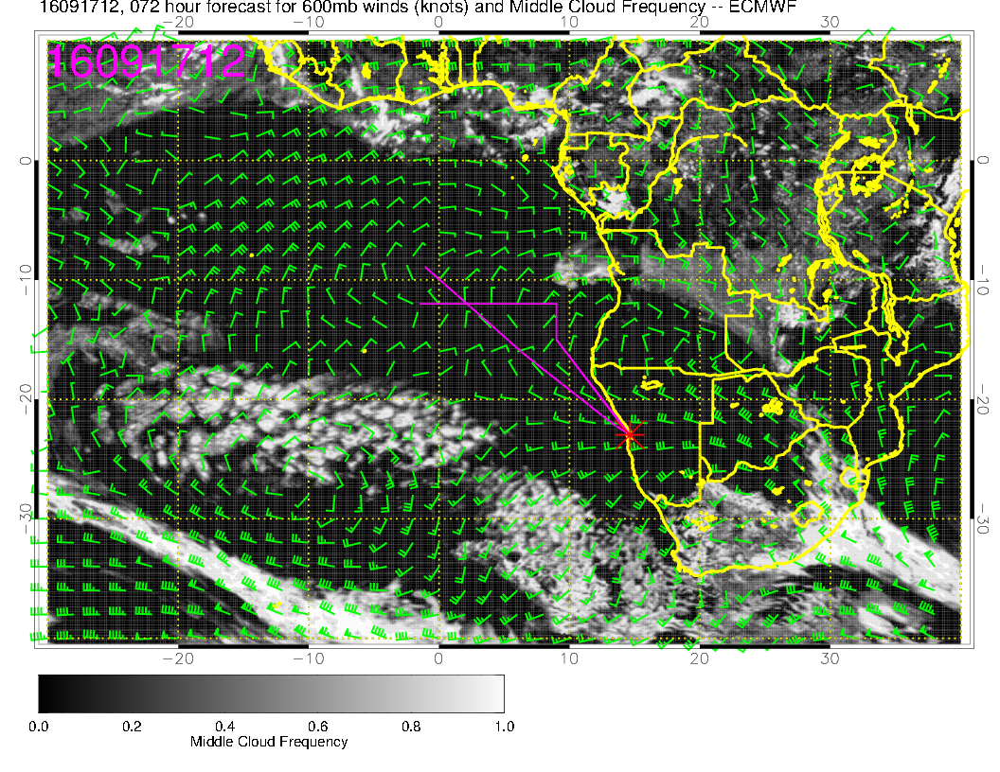 16091712, 072 hour forecast for 600mb winds (knots) and Middle Cloud Frequency -- ECMWF
−20 −10 0 10 20 30
16091712
0 0
−10 −10
−20 −20
−30 −30
−20 −10 0 10 20 30
0.0 0.2 0.4 0.6 0.8 1.0
Middle Cloud Frequency